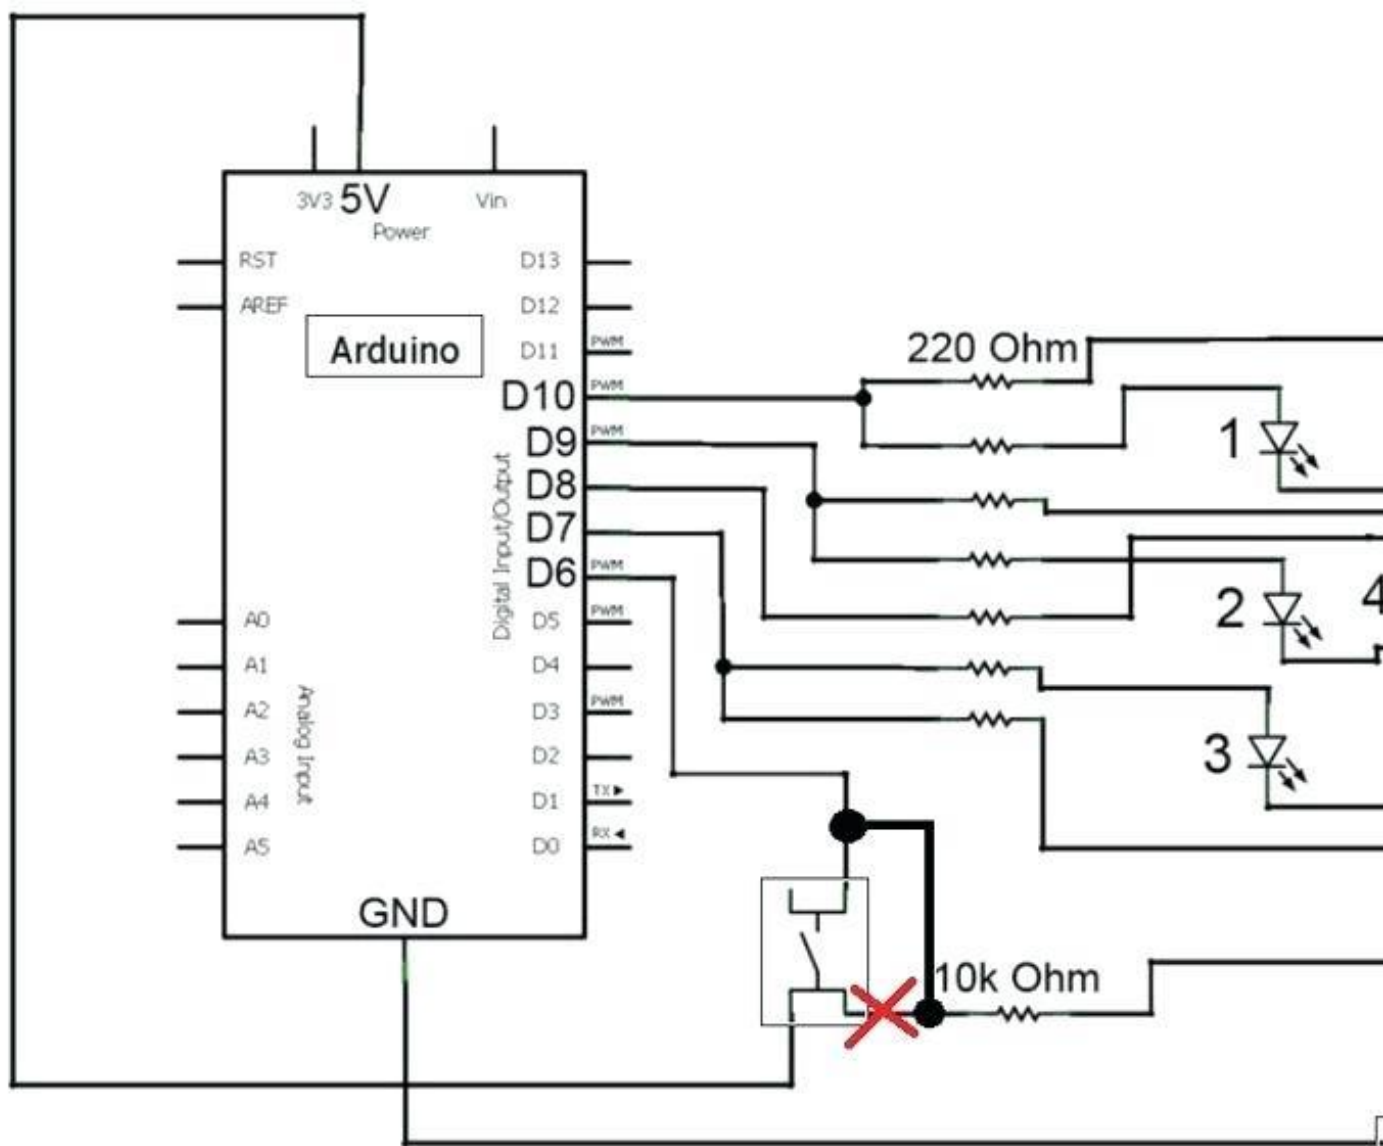 3V3 5V Vin
Power
RST D13
AREF D12
Arduino
D11 PWM
220 Ohm
D10 PWM
D9 PWM
1
D8
D7
D6 PWM
Digital Input/Output
2
4
A0 D5 PWM
A1 D4
A2 D3 PWM
Analog Input
A3 D2
3
A4 D1 TX
A5 D0 RX
GND
10k Ohm